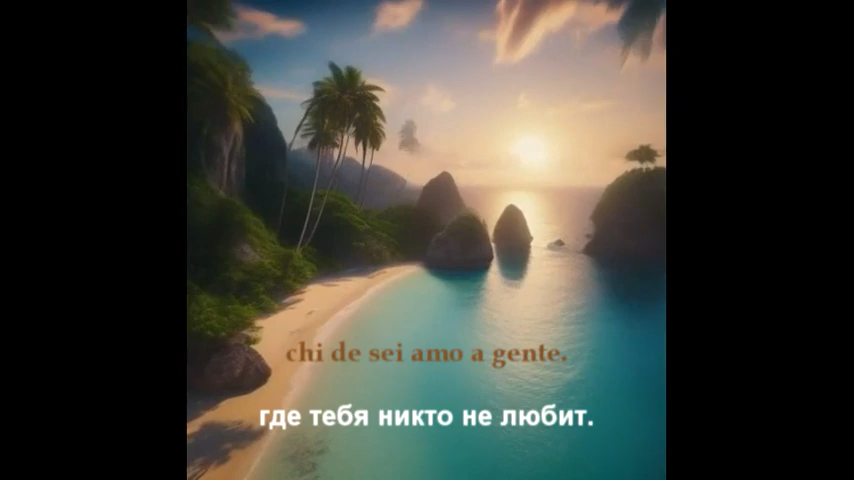 chi de sei amo a gente.
где тебя никто не любит.